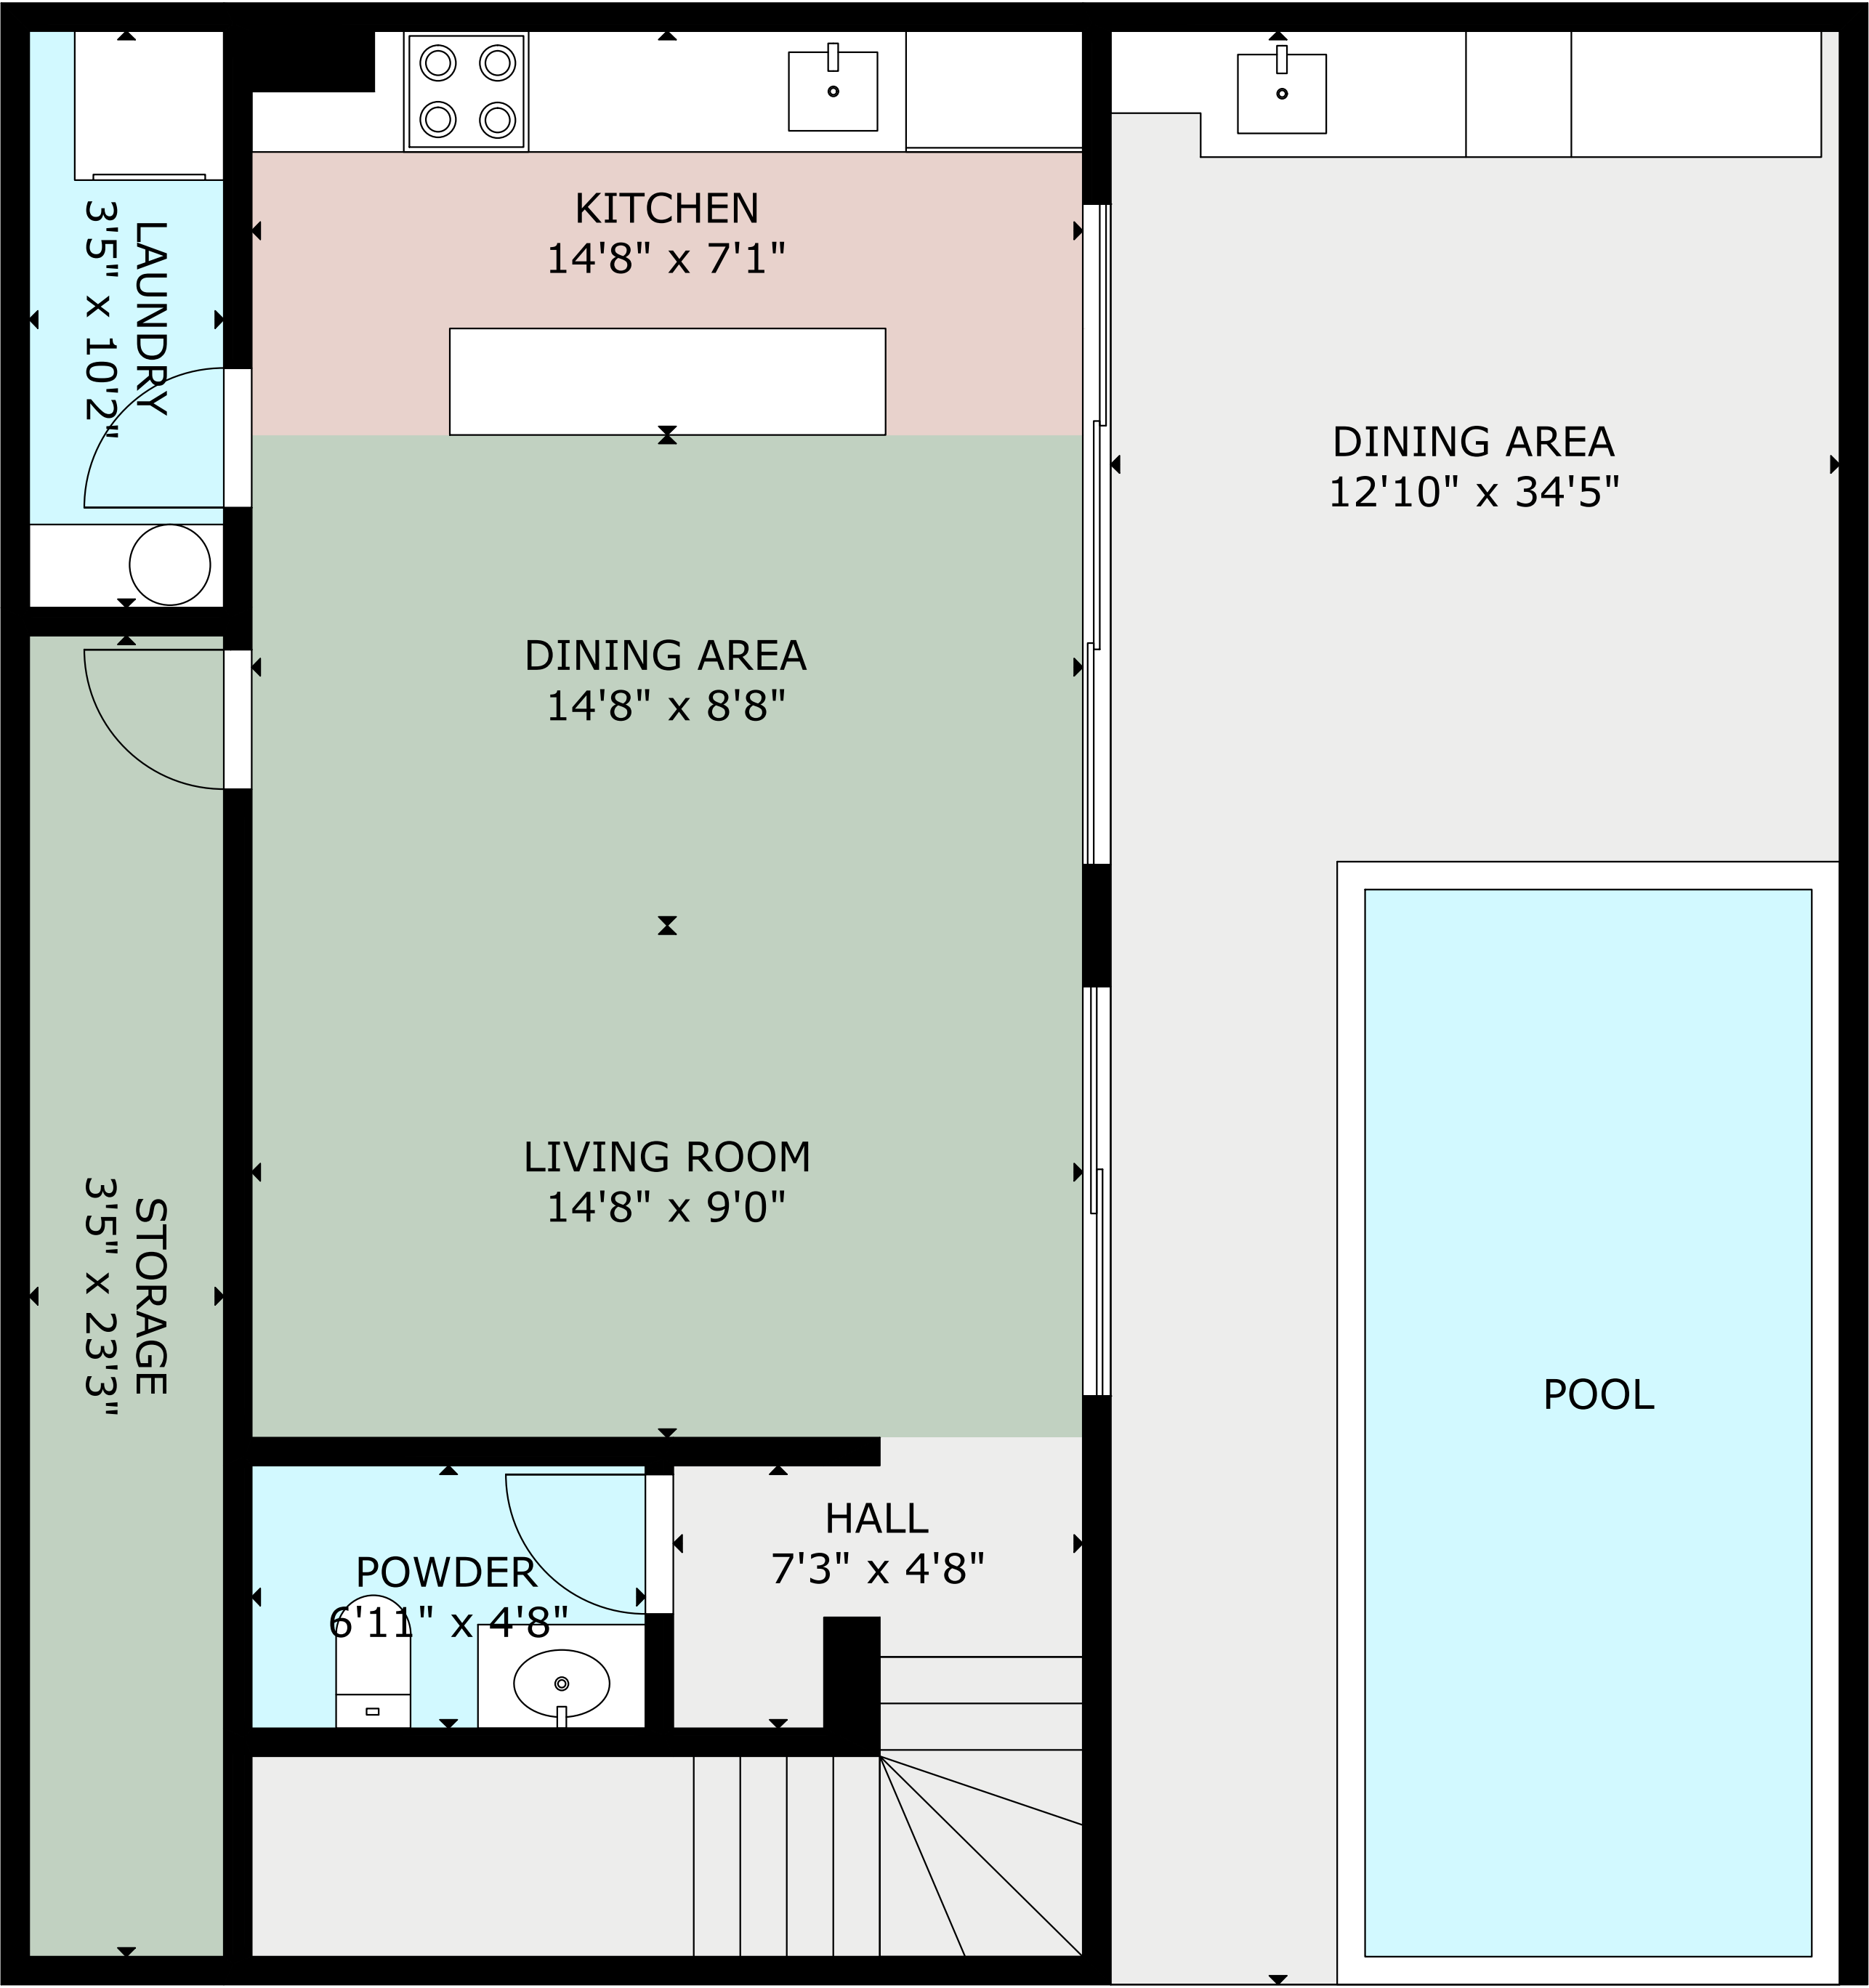 KITCHEN
14'8" x 7'1"
LAUNDRY
3'5" x 10'2"
DINING AREA
12'10" x 34'5"
DINING AREA
14'8" x 8'8"
LIVING ROOM
14'8" x 9'0"
STORAGE
3'5" x 23'3"
POOL
HALL
7'3" x 4'8"
POWDER
6'11" x 4'8"